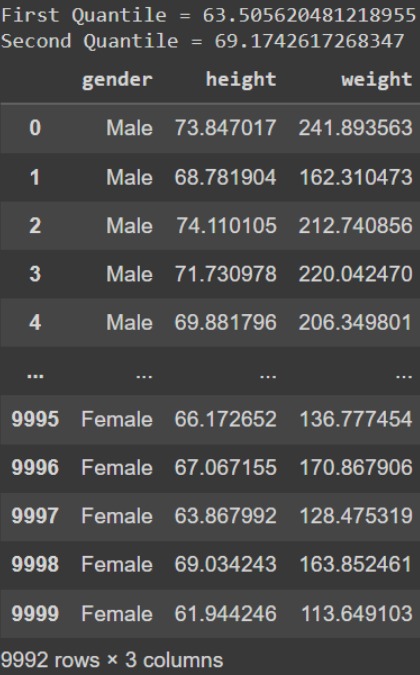 First Quantile = 63.505620481218955
Second Quantile = 69.1742617268347
gender height weight
0 Male 73.847017 241.893563
1 Male 68.781904 162.310473
2 Male 74.110105 212.740856
3 Male 71.730978 220.042470
4 Male 69.881796 206.349801
... ... ... ...
9995 Female 66.172652 136.777454
9996 Female 67.067155 170.867906
9997 Female 63.867992 128.475319
9998 Female 69.034243 163.852461
9999 Female 61.944246 113.649103
9992 rows × 3 columns